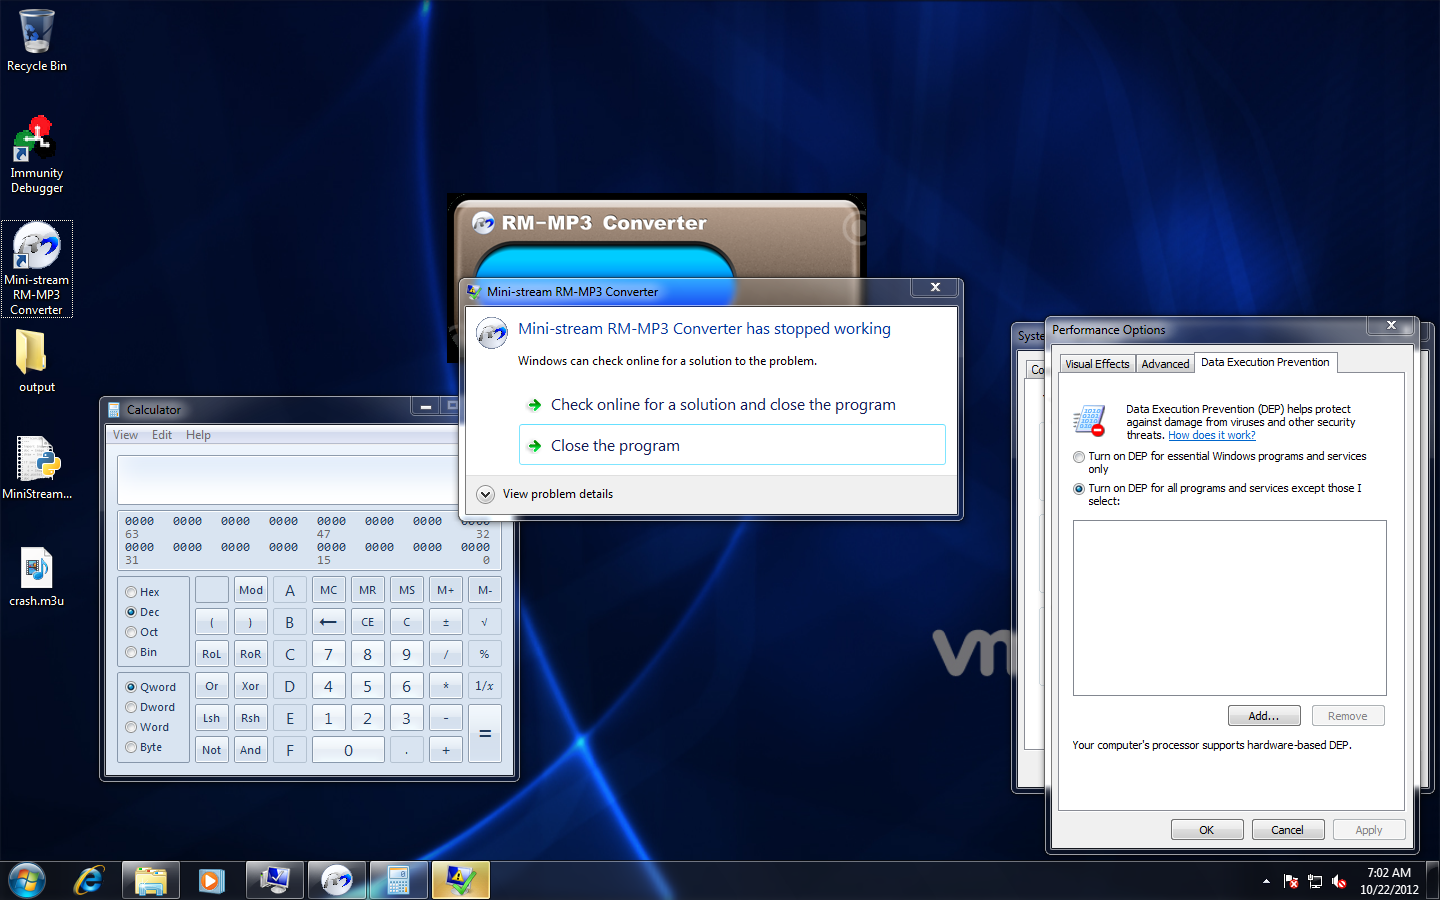 Recycle Bin
Immunity
Debugger
Mini-stream
RM-MP3
Converter
output
MiniStream...
crash.m3u
RM-MP3 Converter
Mini-stream RM-MP3 Converter
Mini-stream RM-MP3 Converter has stopped working
Windows can check online for a solution to the problem.
Check online for a solution and close the program
Close the program
View problem details
Calculator
View Edit Help
0000 0000 0000 0000 0000 0000 0000 0000
63 47 32
0000 0000 0000 0000 0000 0000 0000 0000
31 15 0
Hex
Dec
Oct
Bin
Qword
Dword
Word
Byte
Mod A MC MR MS M+ M-
( ) B ← CE C ± √
RoL RoR C 7 8 9 / %
Or Xor D 4 5 6 * 1/x
Lsh Rsh E 1 2 3 - =
Not And F 0 . +
Syste
Co
Performance Options
Visual Effects Advanced Data Execution Prevention
Data Execution Prevention (DEP) helps protect
against damage from viruses and other security
threats. How does it work?
Turn on DEP for essential Windows programs and services
only
Turn on DEP for all programs and services except those I
select:
Add... Remove
Your computer's processor supports hardware-based DEP.
OK Cancel Apply
vm
7:02 AM
10/22/2012